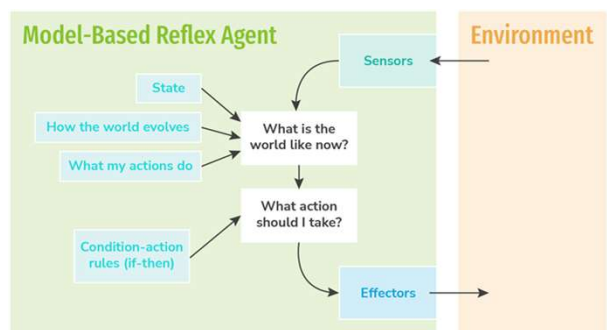 Model-Based Reflex Agent
Environment
Sensors
State
How the world evolves
What my actions do
What is the
world like now?
What action
should I take?
Condition-action
rules (if-then)
Effectors